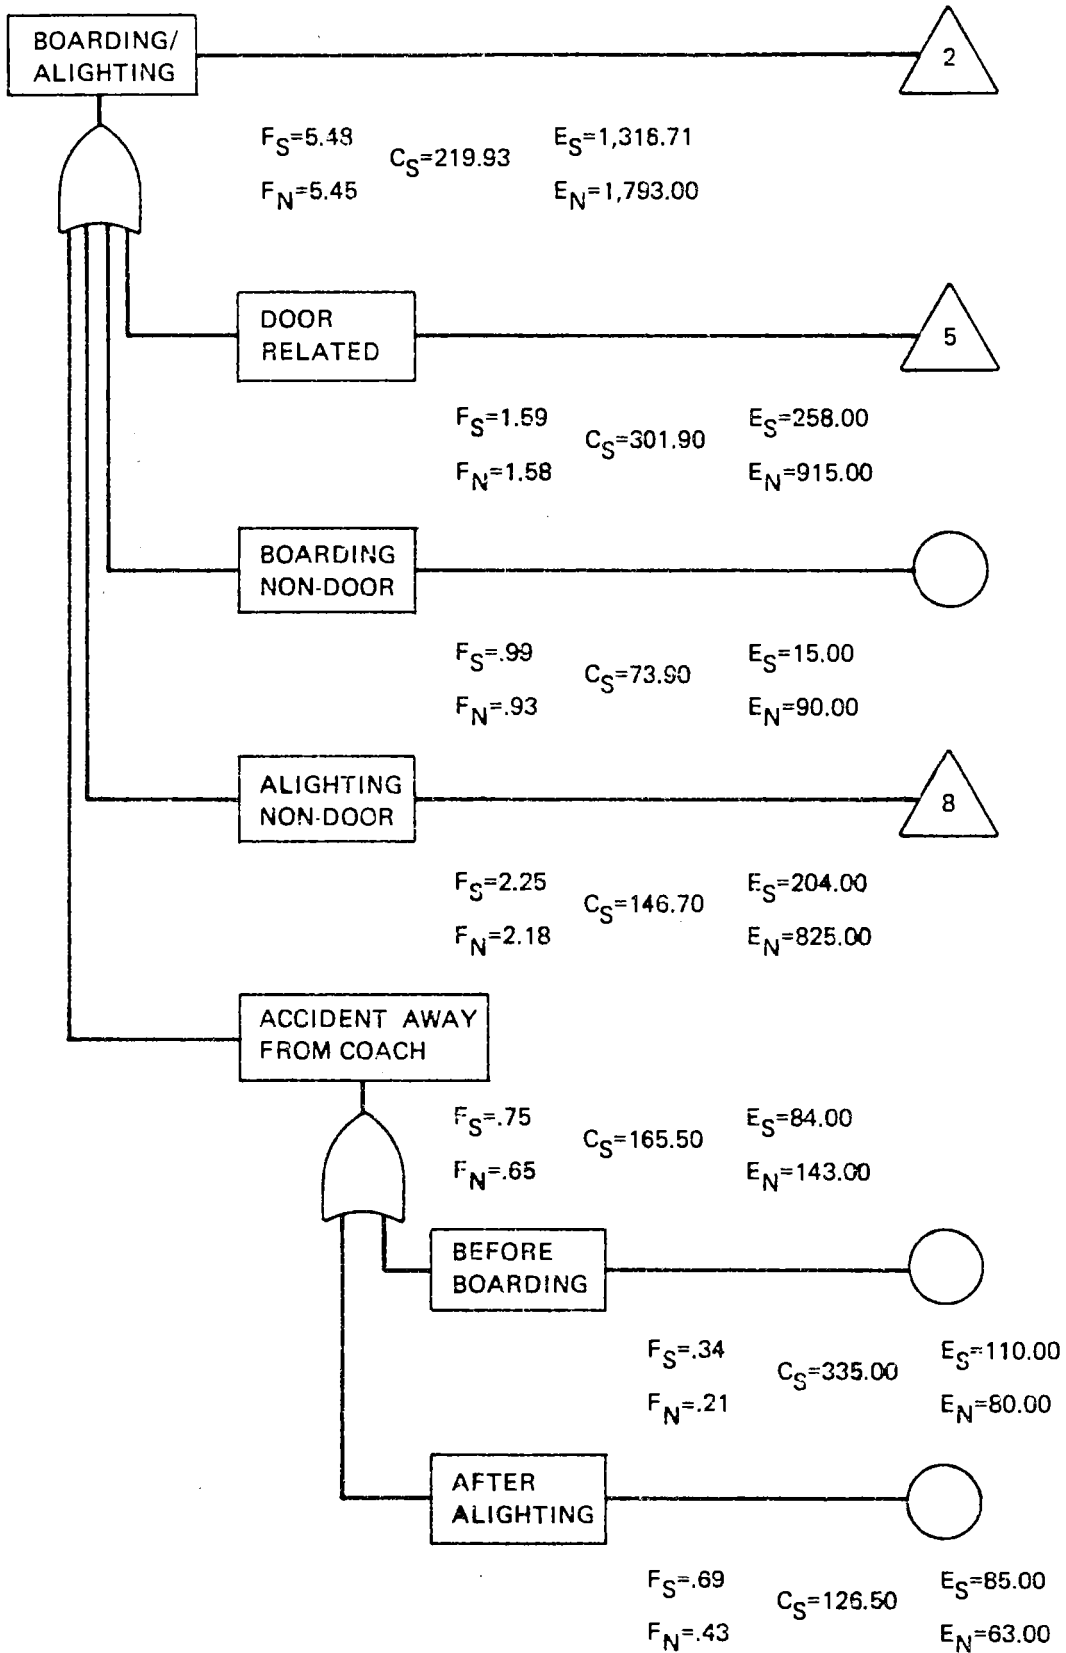 BOARDING/
ALIGHTING
2
FS=5.48
CS=219.93
ES=1,316.71
FN=5.45
EN=1,793.00
DOOR
RELATED
5
FS=1.59
CS=301.90
ES=258.00
FN=1.58
EN=915.00
BOARDING
NON-DOOR
FS=.99
CS=73.90
ES=15.00
FN=.93
EN=90.00
ALIGHTING
NON-DOOR
8
FS=2.25
CS=146.70
ES=204.00
FN=2.18
EN=825.00
ACCIDENT AWAY
FROM COACH
FS=.75
CS=165.50
ES=84.00
FN=.65
EN=143.00
BEFORE
BOARDING
FS=.34
CS=335.00
ES=110.00
FN=.21
EN=80.00
AFTER
ALIGHTING
FS=.69
CS=126.50
ES=85.00
FN=.43
EN=63.00